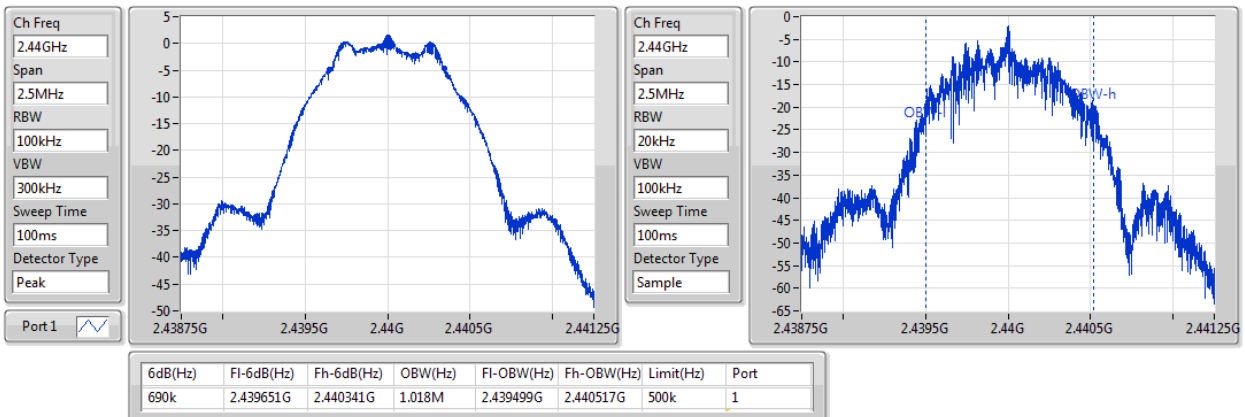 Ch Freq
2.44GHz
Span
2.5MHz
RBW
100kHz
VBW
300kHz
Sweep Time
100ms
Detector Type
Peak
Port 1
5-
0-
-5-
-10-
-15-
-20-
-25-
-30-
-35-
-40-
-45-
-50-
2.43875G 2.4395G 2.44G 2.4405G 2.44125G
Ch Freq
2.44GHz
Span
2.5MHz
RBW
20kHz
VBW
100kHz
Sweep Time
100ms
Detector Type
Sample
0-
-5-
-10-
-15-
-20-
-25-
-30-
-35-
-40-
-45-
-50-
-55-
-60-
-65-
OBW-l
OBW-h
2.43875G 2.4395G 2.44G 2.4405G 2.44125G
6dB(Hz) Fl-6dB(Hz) Fh-6dB(Hz) OBW(Hz) Fl-OBW(Hz) Fh-OBW(Hz) Limit(Hz) Port
690k 2.439651G 2.440341G 1.018M 2.439499G 2.440517G 500k 1